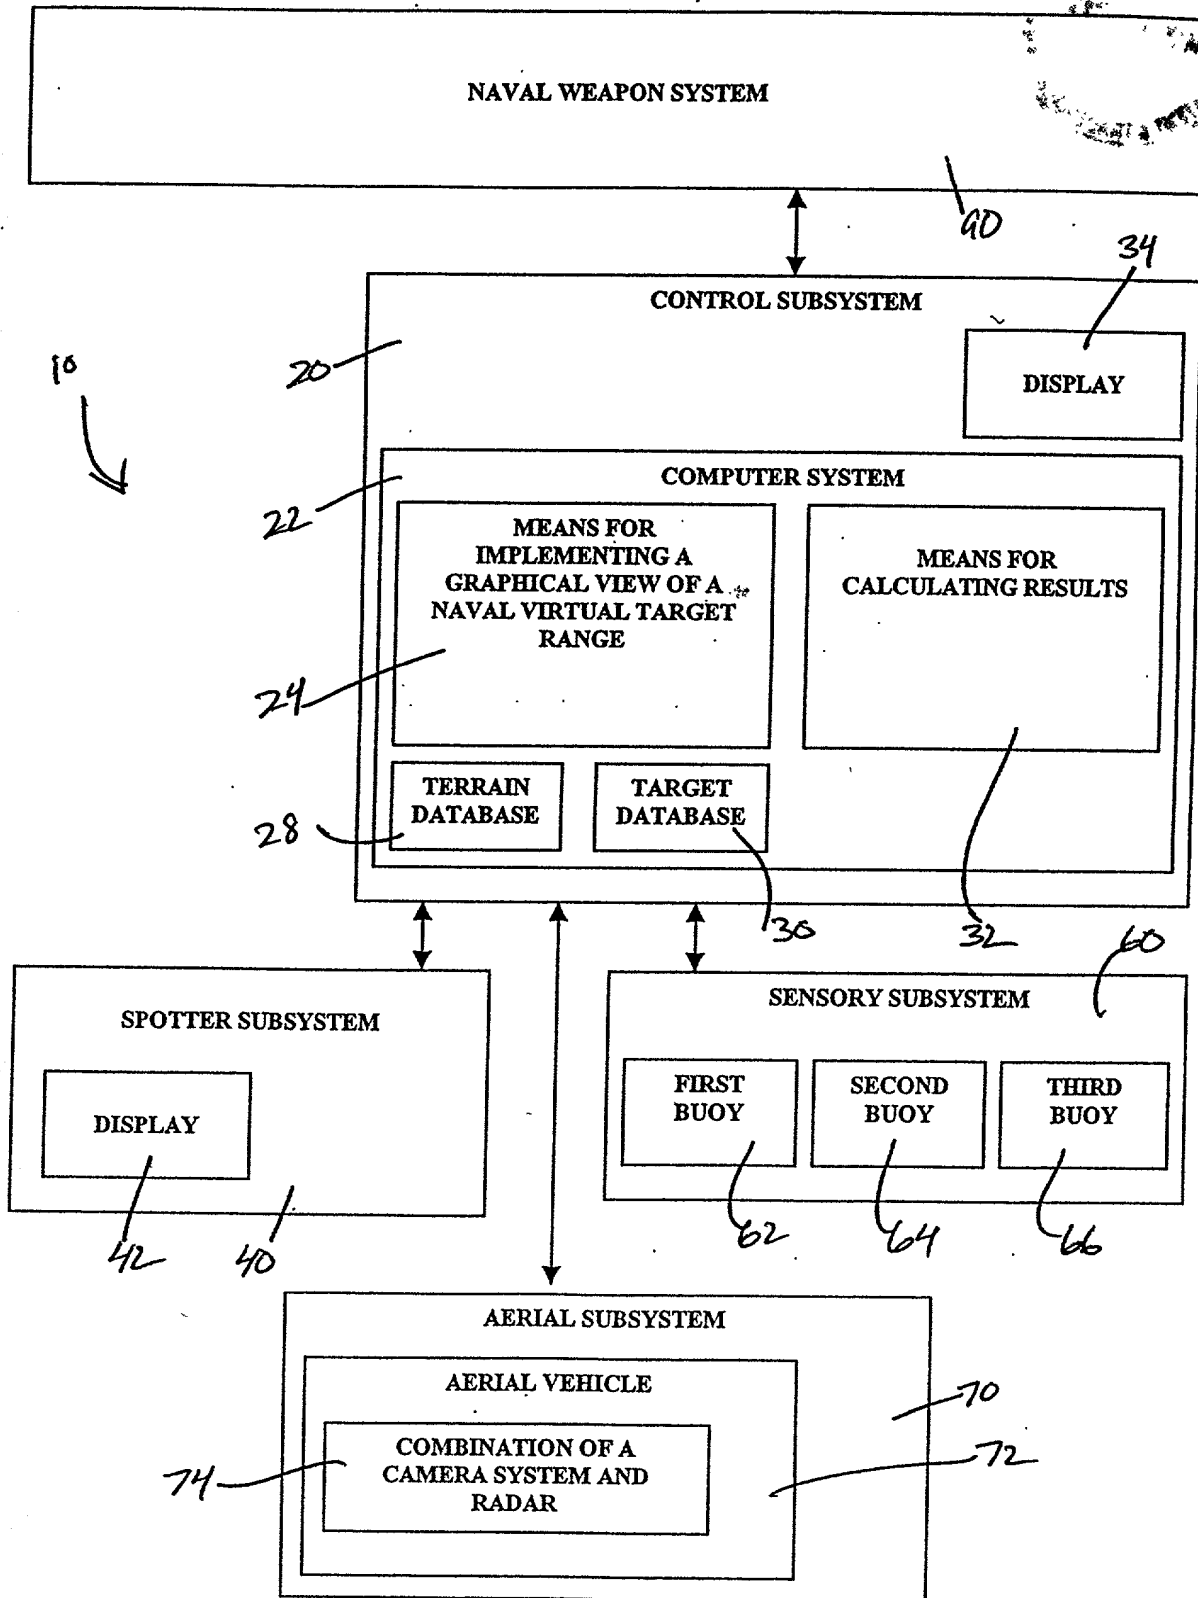 NAVAL WEAPON SYSTEM
90
34
CONTROL SUBSYSTEM
20
DISPLAY
10
COMPUTER SYSTEM
22
MEANS FOR
IMPLEMENTING A
GRAPHICAL VIEW OF A
NAVAL VIRTUAL TARGET
RANGE
MEANS FOR
CALCULATING RESULTS
24
TERRAIN
DATABASE
TARGET
DATABASE
28
30
32
60
SPOTTER SUBSYSTEM
SENSORY SUBSYSTEM
DISPLAY
FIRST
BUOY
SECOND
BUOY
THIRD
BUOY
42
40
62
64
66
AERIAL SUBSYSTEM
AERIAL VEHICLE
70
COMBINATION OF A
CAMERA SYSTEM AND
RADAR
74
72